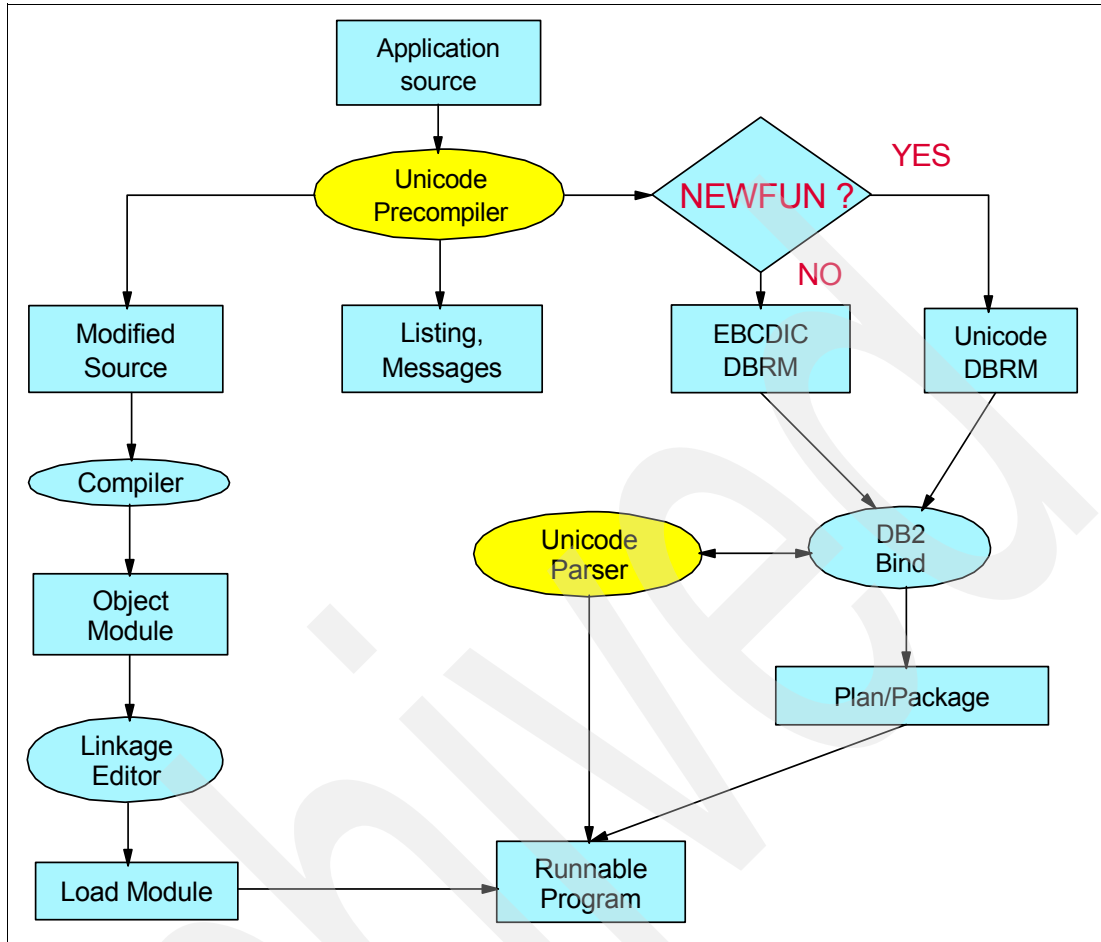 Application
source
Unicode
Precompiler
NEWFUN ?
YES
NO
Modified
Source
Listing,
Messages
EBCDIC
DBRM
Unicode
DBRM
Compiler
Unicode
Parser
DB2
Bind
Object
Module
Plan/Package
Linkage
Editor
Load Module
Runnable
Program